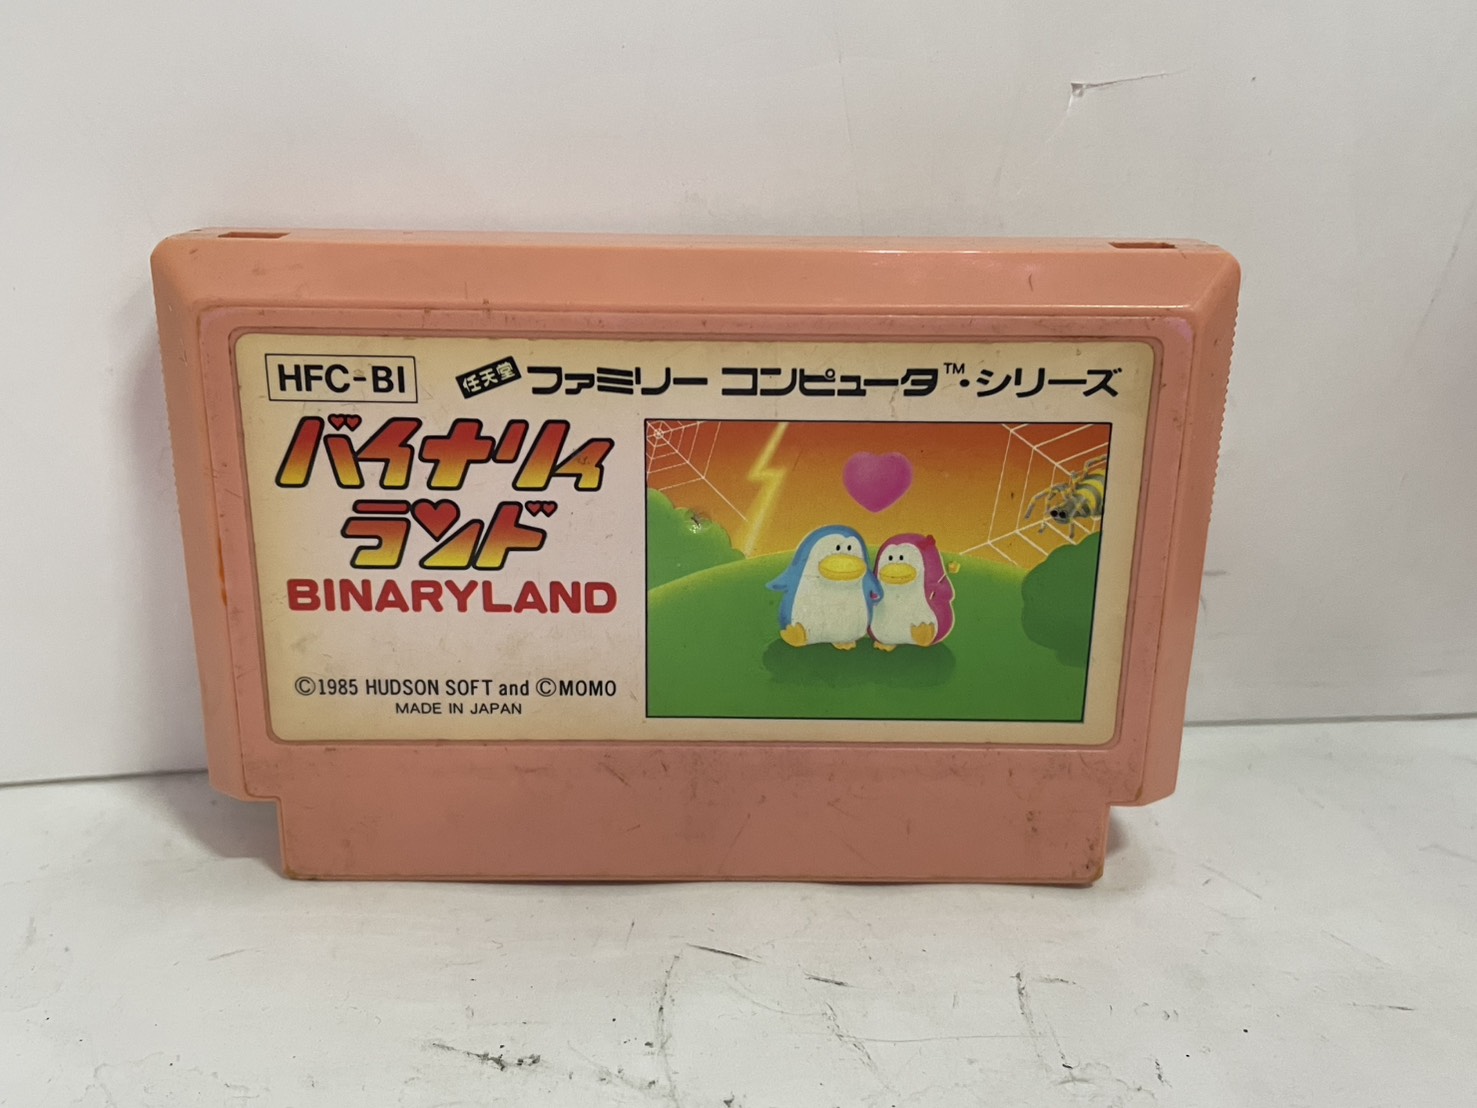 HFC-BI 任天堂 ファミリー コンピュータ™・シリーズ
バイナリィ
ランド
BINARYLAND
©1985 HUDSON SOFT and ©MOMO
MADE IN JAPAN